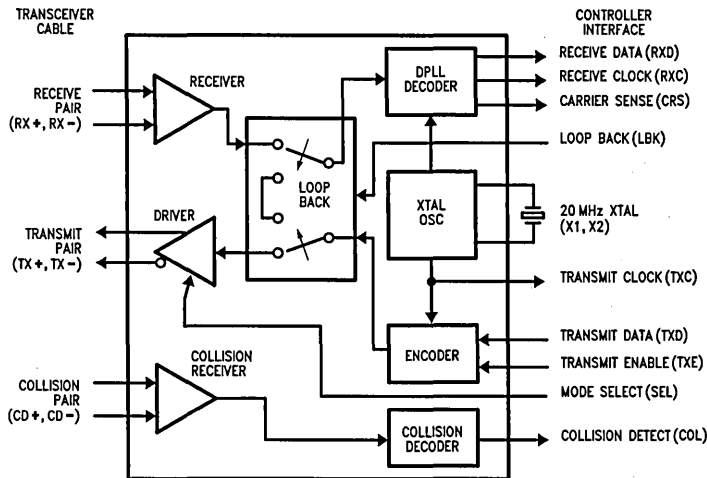 TRANSCEIVER
CABLE
CONTROLLER
INTERFACE
RECEIVER
DPLL
DECODER
RECEIVE DATA (RXD)
RECEIVE CLOCK (RXC)
CARRIER SENSE (CRS)
RECEIVE
PAIR
(RX+, RX-)
LOOP BACK (LBK)
LOOP
BACK
XTAL
OSC
20 MHz XTAL
(X1, X2)
DRIVER
TRANSMIT
PAIR
(TX+, TX-)
TRANSMIT CLOCK (TXC)
ENCODER
TRANSMIT DATA (TXD)
TRANSMIT ENABLE (TXE)
COLLISION
RECEIVER
MODE SELECT (SEL)
COLLISION
PAIR
(CD+, CD-)
COLLISION
DECODER
COLLISION DETECT (COL)